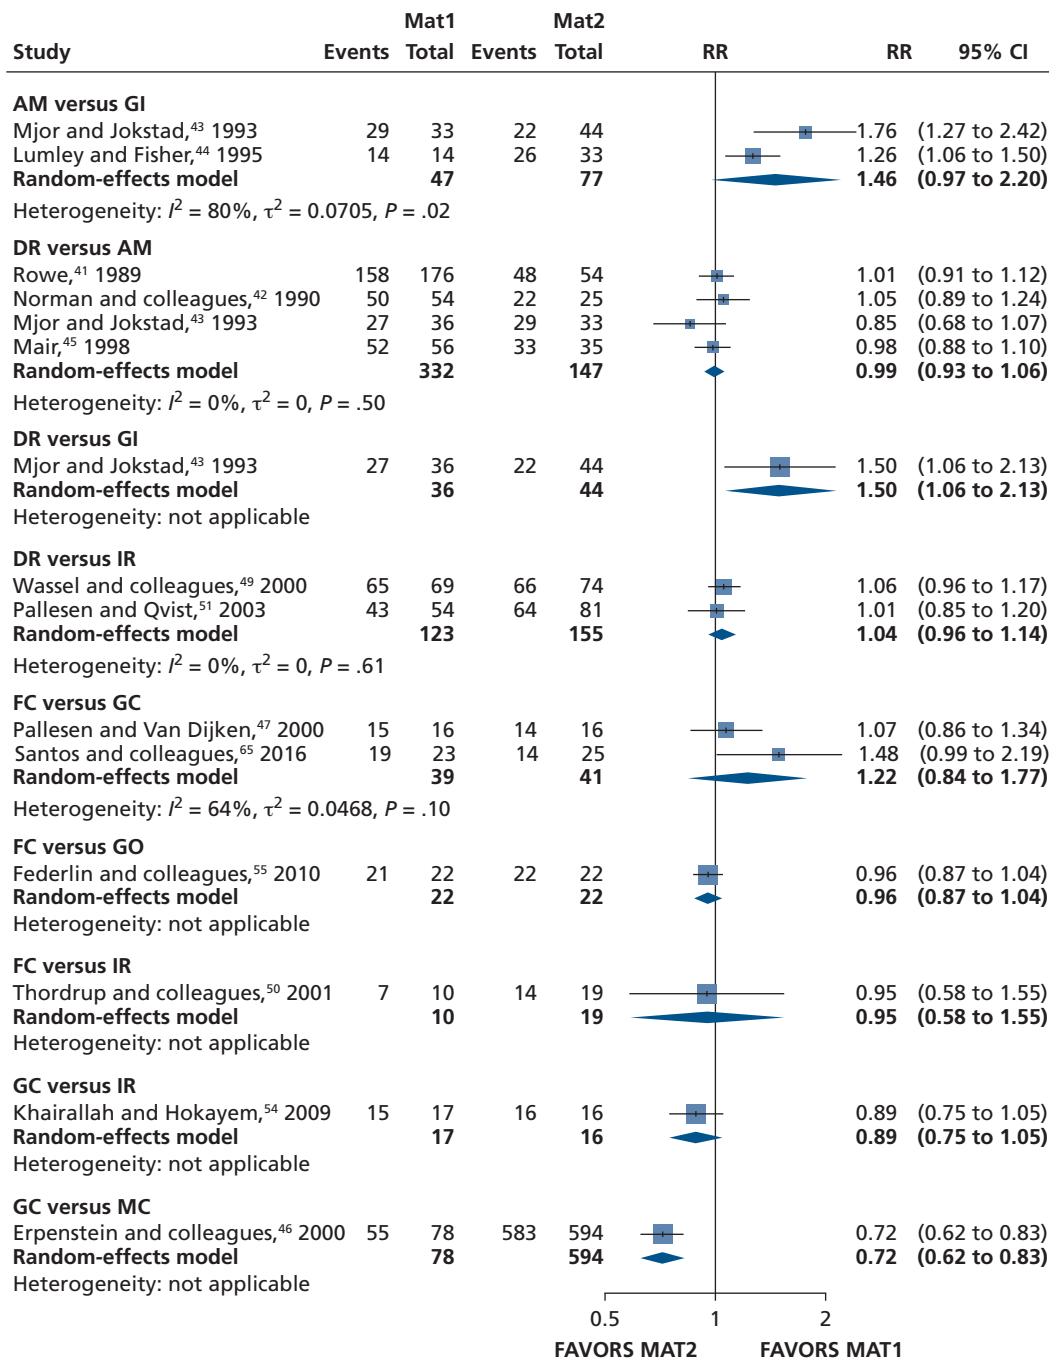 Mat1 Mat2
Study Events Total Events Total RR RR 95% CI
AM versus GI
Mjor and Jokstad,⁴³ 1993 29 33 22 44 1.76 (1.27 to 2.42)
Lumley and Fisher,⁴⁴ 1995 14 14 26 33 1.26 (1.06 to 1.50)
Random-effects model 47 77 1.46 (0.97 to 2.20)
Heterogeneity: I² = 80%, τ² = 0.0705, P = .02
DR versus AM
Rowe,⁴¹ 1989 158 176 48 54 1.01 (0.91 to 1.12)
Norman and colleagues,⁴² 1990 50 54 22 25 1.05 (0.89 to 1.24)
Mjor and Jokstad,⁴³ 1993 27 36 29 33 0.85 (0.68 to 1.07)
Mair,⁴⁵ 1998 52 56 33 35 0.98 (0.88 to 1.10)
Random-effects model 332 147 0.99 (0.93 to 1.06)
Heterogeneity: I² = 0%, τ² = 0, P = .50
DR versus GI
Mjor and Jokstad,⁴³ 1993 27 36 22 44 1.50 (1.06 to 2.13)
Random-effects model 36 44 1.50 (1.06 to 2.13)
Heterogeneity: not applicable
DR versus IR
Wassel and colleagues,⁴⁹ 2000 65 69 66 74 1.06 (0.96 to 1.17)
Pallesen and Qvist,⁵¹ 2003 43 54 64 81 1.01 (0.85 to 1.20)
Random-effects model 123 155 1.04 (0.96 to 1.14)
Heterogeneity: I² = 0%, τ² = 0, P = .61
FC versus GC
Pallesen and Van Dijken,⁴⁷ 2000 15 16 14 16 1.07 (0.86 to 1.34)
Santos and colleagues,⁶⁵ 2016 19 23 14 25 1.48 (0.99 to 2.19)
Random-effects model 39 41 1.22 (0.84 to 1.77)
Heterogeneity: I² = 64%, τ² = 0.0468, P = .10
FC versus GO
Federlin and colleagues,⁵⁵ 2010 21 22 22 22 0.96 (0.87 to 1.04)
Random-effects model 22 22 0.96 (0.87 to 1.04)
Heterogeneity: not applicable
FC versus IR
Thordrup and colleagues,⁵⁰ 2001 7 10 14 19 0.95 (0.58 to 1.55)
Random-effects model 10 19 0.95 (0.58 to 1.55)
Heterogeneity: not applicable
GC versus IR
Khairallah and Hokayem,⁵⁴ 2009 15 17 16 16 0.89 (0.75 to 1.05)
Random-effects model 17 16 0.89 (0.75 to 1.05)
Heterogeneity: not applicable
GC versus MC
Erpenstein and colleagues,⁴⁶ 2000 55 78 583 594 0.72 (0.62 to 0.83)
Random-effects model 78 594 0.72 (0.62 to 0.83)
Heterogeneity: not applicable
0.5 1 2
FAVORS MAT2 FAVORS MAT1